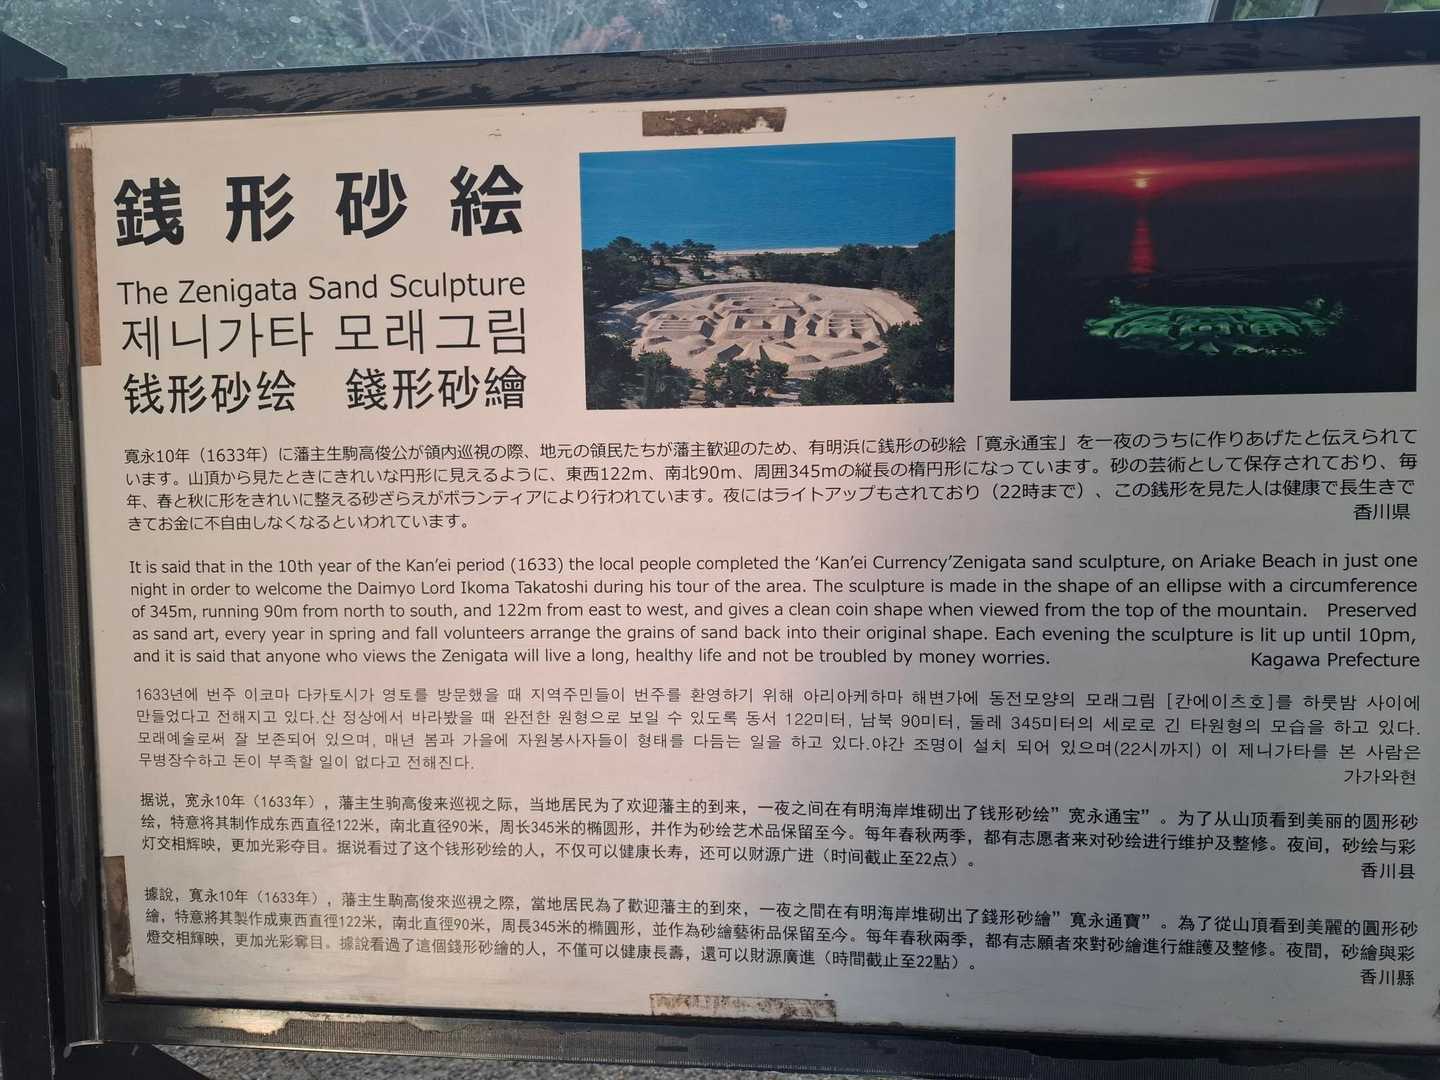 銭形砂絵
The Zenigata Sand Sculpture
제니가타 모래그림
钱形砂绘 錢形砂繪
寛永10年（1633年）に藩主生駒高俊公が領内巡視の際、地元の領民たちが藩主歓迎のため、有明浜に銭形の砂絵「寛永通宝」を一夜のうちに作りあげたと伝えられて
います。山頂から見たときにきれいな円形に見えるように、東西122m、南北90m、周囲345mの縦長の楕円形になっています。砂の芸術として保存されており、毎
年、春と秋に形をきれいに整える砂ざらえがボランティアにより行われています。夜にはライトアップもされており（22時まで）、この銭形を見た人は健康で長生きで
きてお金に不自由しなくなるといわれています。
香川県
It is said that in the 10th year of the Kan'ei period (1633) the local people completed the 'Kan'ei Currency'Zenigata sand sculpture, on Ariake Beach in just one
night in order to welcome the Daimyo Lord Ikoma Takatoshi during his tour of the area. The sculpture is made in the shape of an ellipse with a circumference
of 345m, running 90m from north to south, and 122m from east to west, and gives a clean coin shape when viewed from the top of the mountain. Preserved
as sand art, every year in spring and fall volunteers arrange the grains of sand back into their original shape. Each evening the sculpture is lit up until 10pm,
and it is said that anyone who views the Zenigata will live a long, healthy life and not be troubled by money worries.
Kagawa Prefecture
1633년에 번주 이코마 다카토시가 영토를 방문했을 때 지역주민들이 번주를 환영하기 위해 아리아케하마 해변가에 동전모양의 모래그림 [칸에이츠호]를 하룻밤 사이에
만들었다고 전해지고 있다.산 정상에서 바라봤을 때 완전한 원형으로 보일 수 있도록 동서 122미터, 남북 90미터, 둘레 345미터의 세로로 긴 타원형의 모습을 하고 있다.
모래예술로써 잘 보존되어 있으며, 매년 봄과 가을에 자원봉사자들이 형태를 다듬는 일을 하고 있다.야간 조명이 설치 되어 있으며(22시까지) 이 제니가타를 본 사람은
무병장수하고 돈이 부족할 일이 없다고 전해진다.
가가와현
据说，宽永10年（1633年），藩主生驹高俊来巡视之际，当地居民为了欢迎藩主的到来，一夜之间在有明海岸堆砌出了钱形砂绘”宽永通宝”。为了从山顶看到美丽的圆形砂
绘，特意将其制作成东西直径122米，南北直径90米，周长345米的椭圆形，并作为砂绘艺术品保留至今。每年春秋两季，都有志愿者来对砂绘进行维护及整修。夜间，砂绘与彩
灯交相辉映，更加光彩夺目。据说看过了这个钱形砂绘的人，不仅可以健康长寿，还可以财源广进（时间截止至22点）。
香川县
據說，寬永10年（1633年），藩主生駒高俊來巡視之際，當地居民為了歡迎藩主的到來，一夜之間在有明海岸堆砌出了錢形砂繪”寬永通寶”。為了從山頂看到美麗的圓形砂
繪，特意將其製作成東西直徑122米，南北直徑90米，周長345米的橢圓形，並作為砂繪藝術品保留至今。每年春秋兩季，都有志願者來對砂繪進行維護及整修。夜間，砂繪與彩
燈交相輝映，更加光彩奪目。據說看過了這個錢形砂繪的人，不僅可以健康長壽，還可以財源廣進（時間截止至22點）。
香川縣